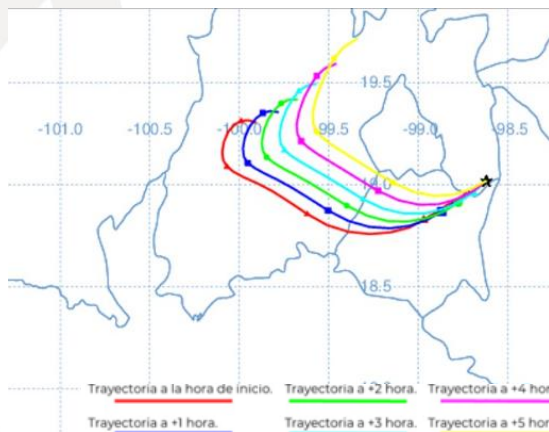 19.5
-101.0 -100.5 -100.0 -99.5 -99.0 -98.5
19.0
18.5
Trayectoria a la hora de inicio. Trayectoria a +2 hora. Trayectoria a +4 hor
Trayectoria a +1 hora. Trayectoria a +3 hora. Trayectoria a +5 hor